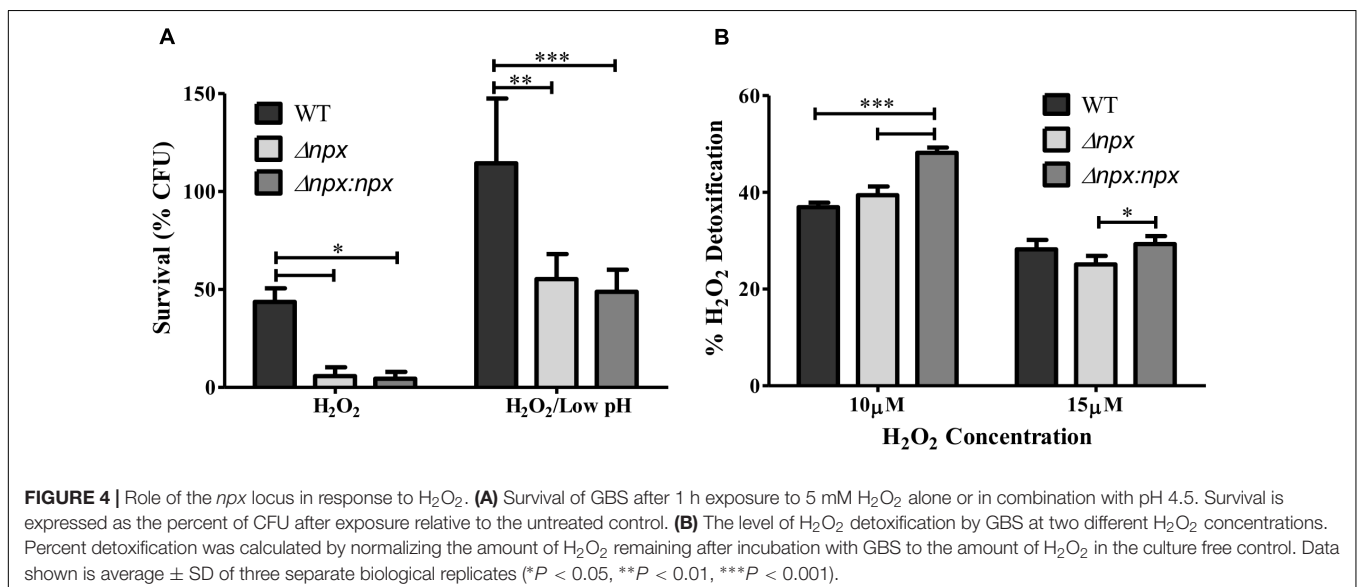 A
B
***
**
150
100
50
0
Survival (% CFU)
WT
Δnpx
Δnpx:npx
*
H₂O₂
H₂O₂/Low pH
60
40
20
0
% H₂O₂ Detoxification
***
WT
Δnpx
Δnpx:npx
*
10μM
15μM
H₂O₂ Concentration
FIGURE 4 | Role of the npx locus in response to H₂O₂. (A) Survival of GBS after 1 h exposure to 5 mM H₂O₂ alone or in combination with pH 4.5. Survival is
expressed as the percent of CFU after exposure relative to the untreated control. (B) The level of H₂O₂ detoxification by GBS at two different H₂O₂ concentrations.
Percent detoxification was calculated by normalizing the amount of H₂O₂ remaining after incubation with GBS to the amount of H₂O₂ in the culture free control. Data
shown is average ± SD of three separate biological replicates (*P < 0.05, **P < 0.01, ***P < 0.001).